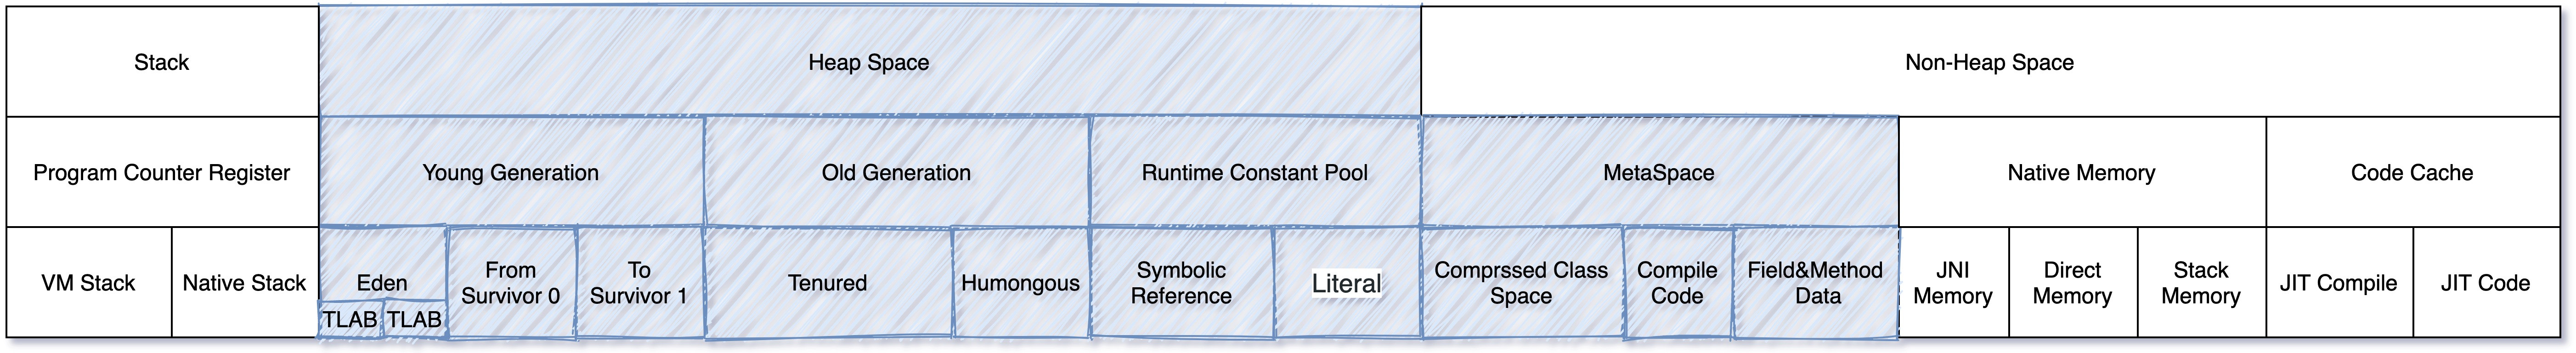 Stack
Heap Space
Non-Heap Space
Program Counter Register
Young Generation
Old Generation
Runtime Constant Pool
MetaSpace
Native Memory
Code Cache
VM Stack
Native Stack
Eden
TLAB
TLAB
From
Survivor 0
To
Survivor 1
Tenured
Humongous
Symbolic
Reference
Literal
Comprssed Class
Space
Compile
Code
Field&Method
Data
JNI
Memory
Direct
Memory
Stack
Memory
JIT Compile
JIT Code